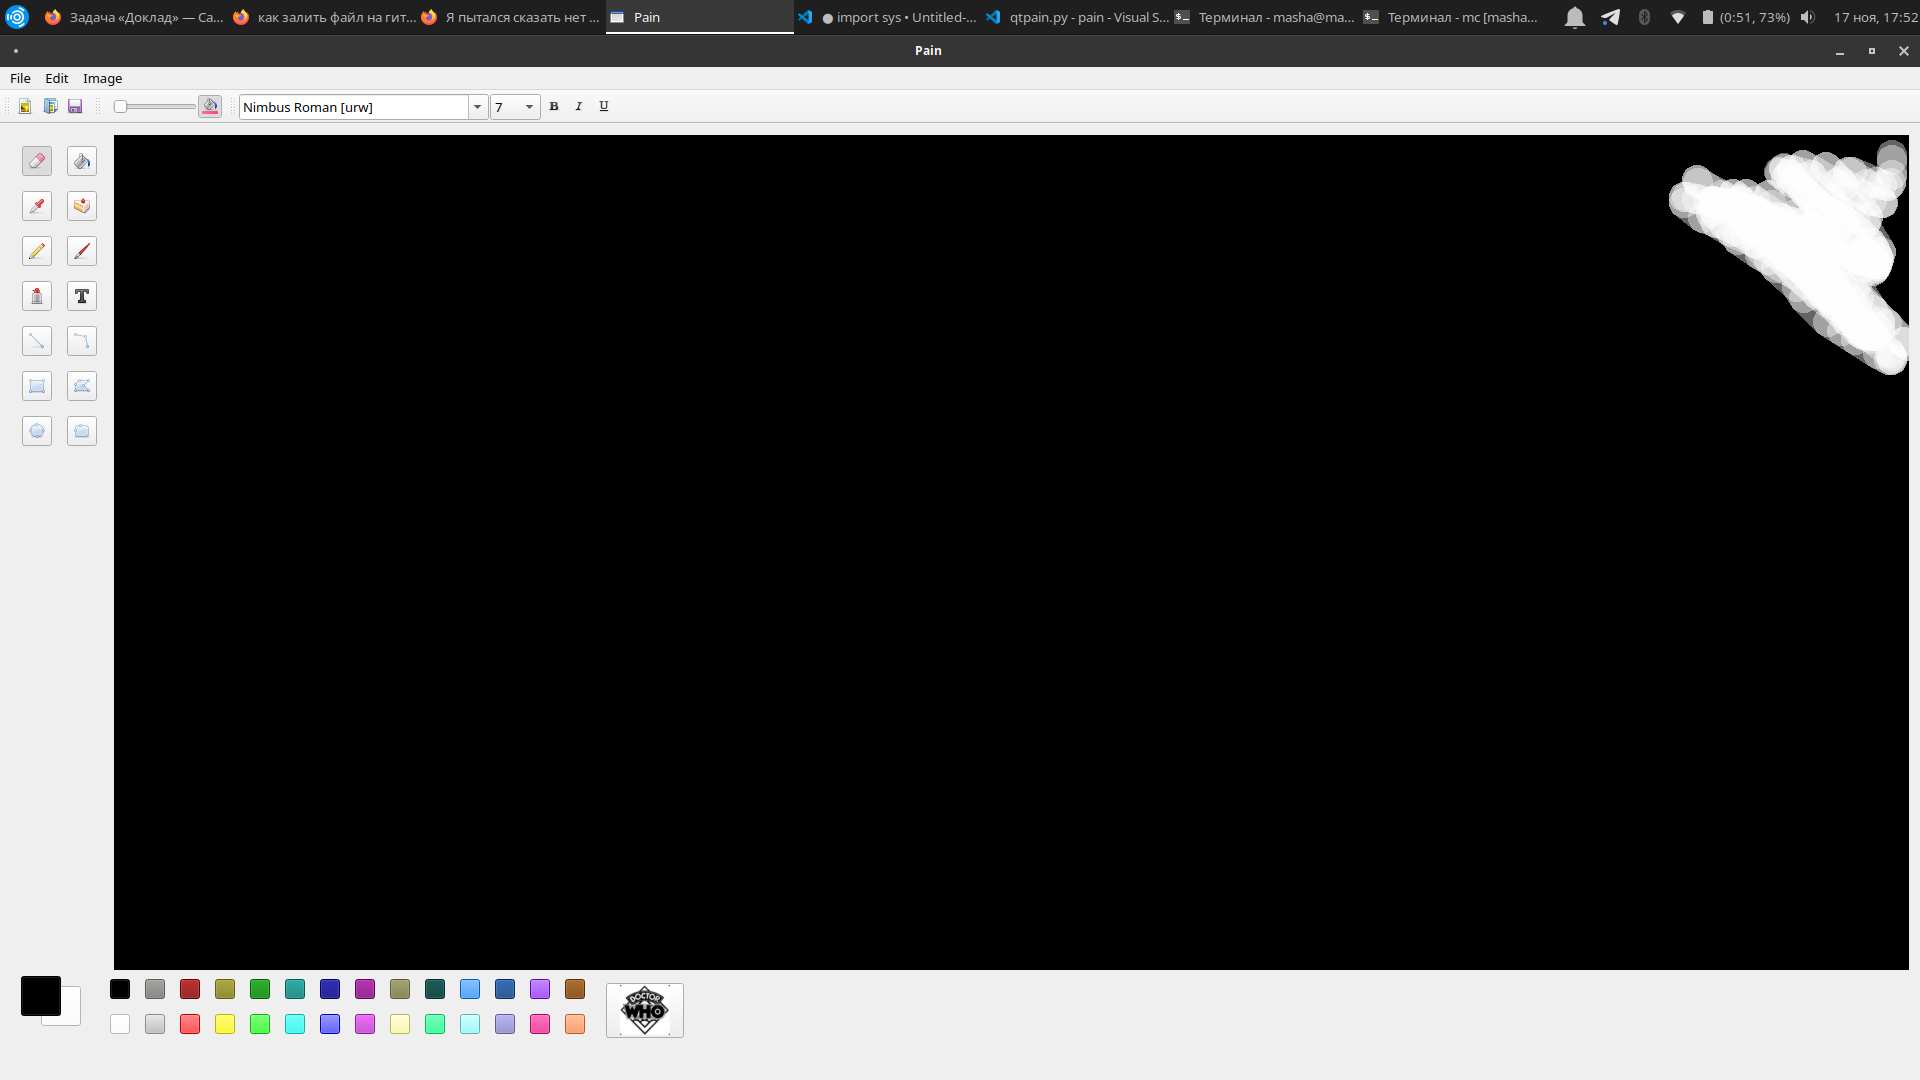 Задача «Доклад» — Са...
как залить файл на гит...
Я пытался сказать нет ...
Pain
● import sys • Untitled-...
qtpain.py - pain - Visual S...
Терминал - masha@ma...
Терминал - mc [masha...
(0:51, 73%)
17 ноя, 17:52
Pain
File Edit Image
Nimbus Roman [urw]
7
B I U
T
DOCTOR
WHO